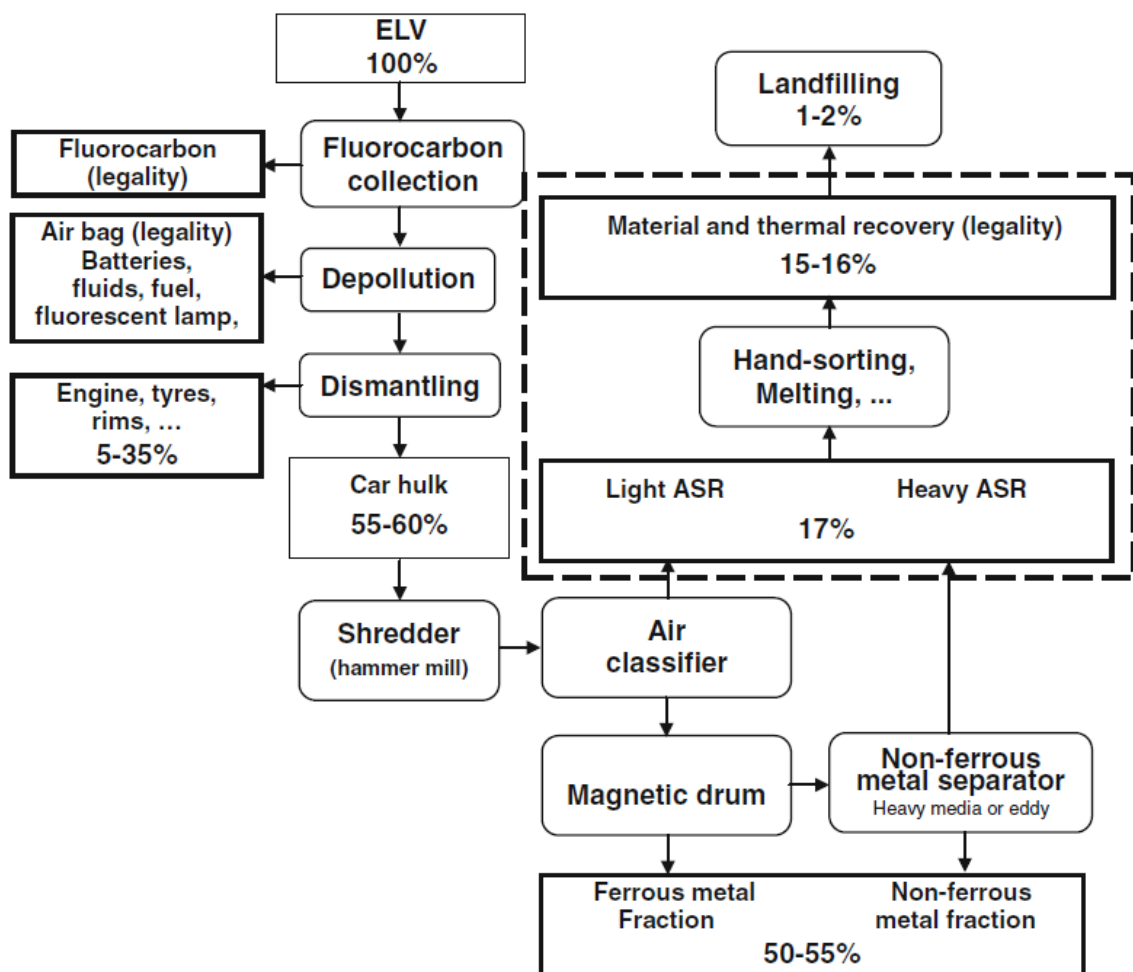 ELV
100%
Fluorocarbon
collection
Fluorocarbon
(legality)
Depollution
Air bag (legality)
Batteries,
fluids, fuel,
fluorescent lamp,
Dismantling
Engine, tyres,
rims, ...
5-35%
Car hulk
55-60%
Shredder
(hammer mill)
Air
classifier
Magnetic drum
Non-ferrous
metal separator
Heavy media or eddy
Ferrous metal
Fraction
Non-ferrous
metal fraction
50-55%
Light ASR
Heavy ASR
17%
Hand-sorting,
Melting, ...
Material and thermal recovery (legality)
15-16%
Landfilling
1-2%